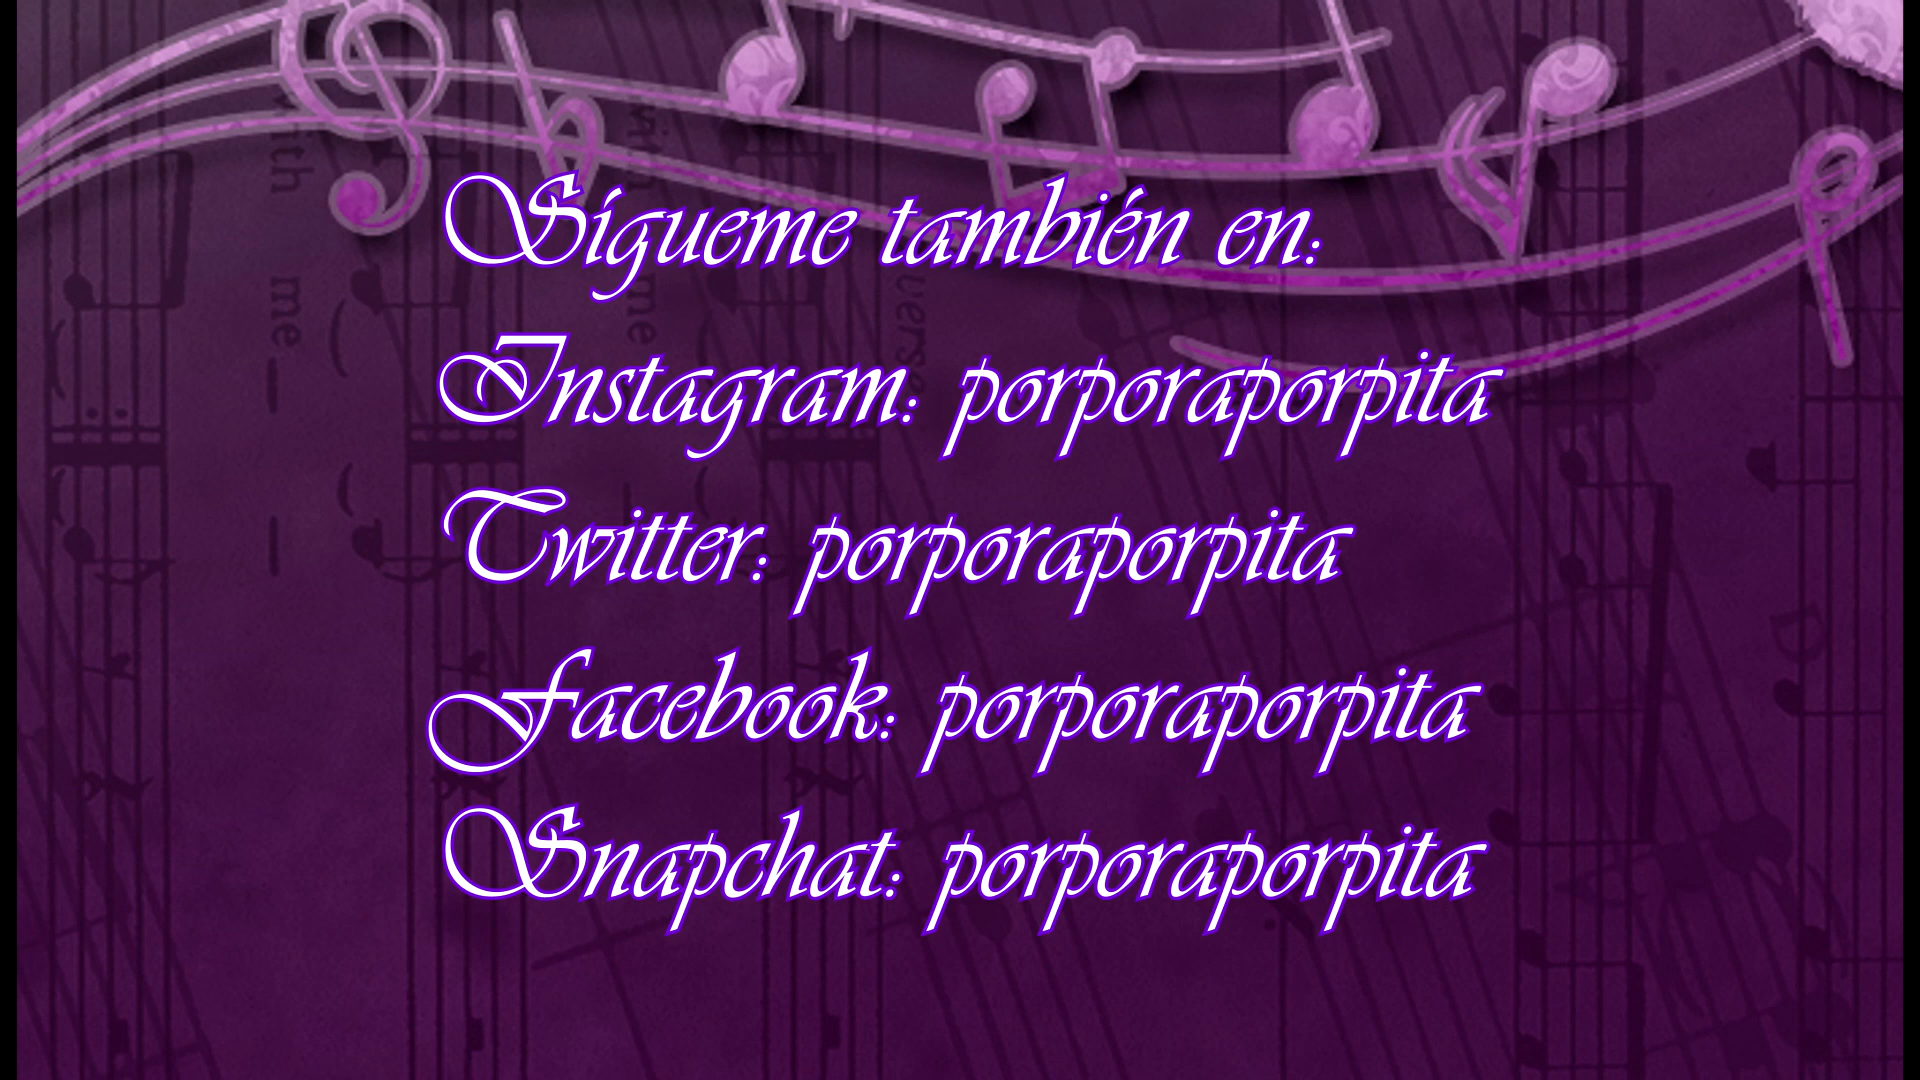 Sígueme también en:
Instagram: porporaporpita
Twitter: porporaporpita
Facebook: porporaporpita
Snapchat: porporaporpita